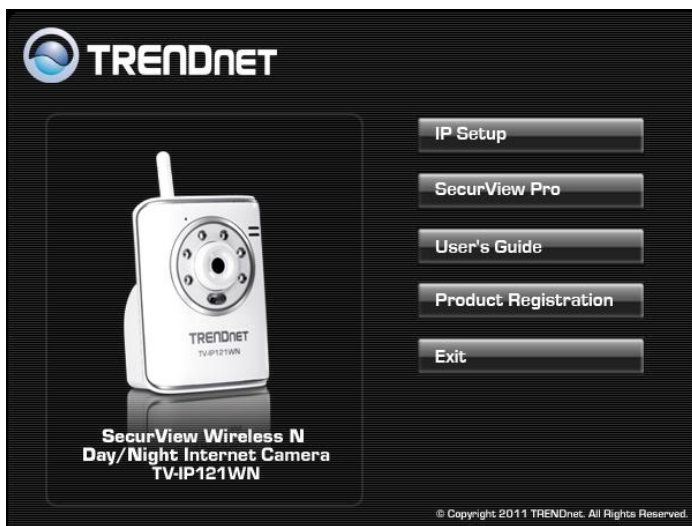 TRENDNET
IP Setup
SecurView Pro
User's Guide
Product Registration
Exit
TRENDNET
TV-IP121WN
SecurView Wireless N
Day/Night Internet Camera
TV-IP121WN
© Copyright 2011 TRENDnet. All Rights Reserved.